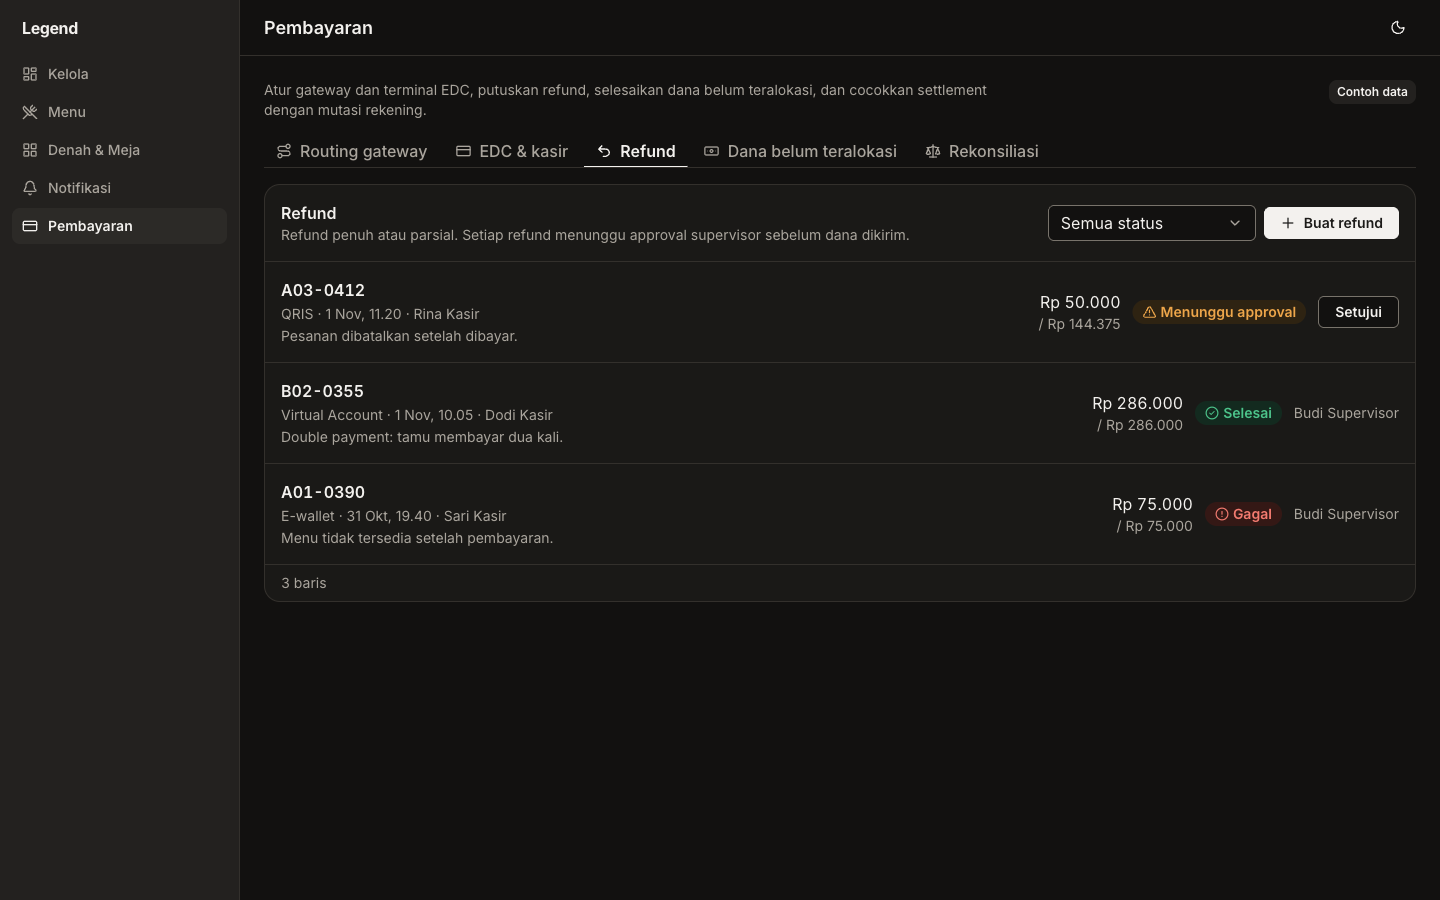 Legend
Kelola
Menu
Denah & Meja
Notifikasi
Pembayaran
Pembayaran
Atur gateway dan terminal EDC, putuskan refund, selesaikan dana belum teralokasi, dan cocokkan settlement
dengan mutasi rekening.
Contoh data
Routing gateway
EDC & kasir
Refund
Dana belum teralokasi
Rekonsiliasi
Refund
Refund penuh atau parsial. Setiap refund menunggu approval supervisor sebelum dana dikirim.
Semua status
Buat refund
A03-0412
QRIS · 1 Nov, 11.20 · Rina Kasir
Pesanan dibatalkan setelah dibayar.
Rp 50.000
/ Rp 144.375
Menunggu approval
Setujui
B02-0355
Virtual Account · 1 Nov, 10.05 · Dodi Kasir
Double payment: tamu membayar dua kali.
Rp 286.000
/ Rp 286.000
Selesai
Budi Supervisor
A01-0390
E-wallet · 31 Okt, 19.40 · Sari Kasir
Menu tidak tersedia setelah pembayaran.
Rp 75.000
/ Rp 75.000
Gagal
Budi Supervisor
3 baris